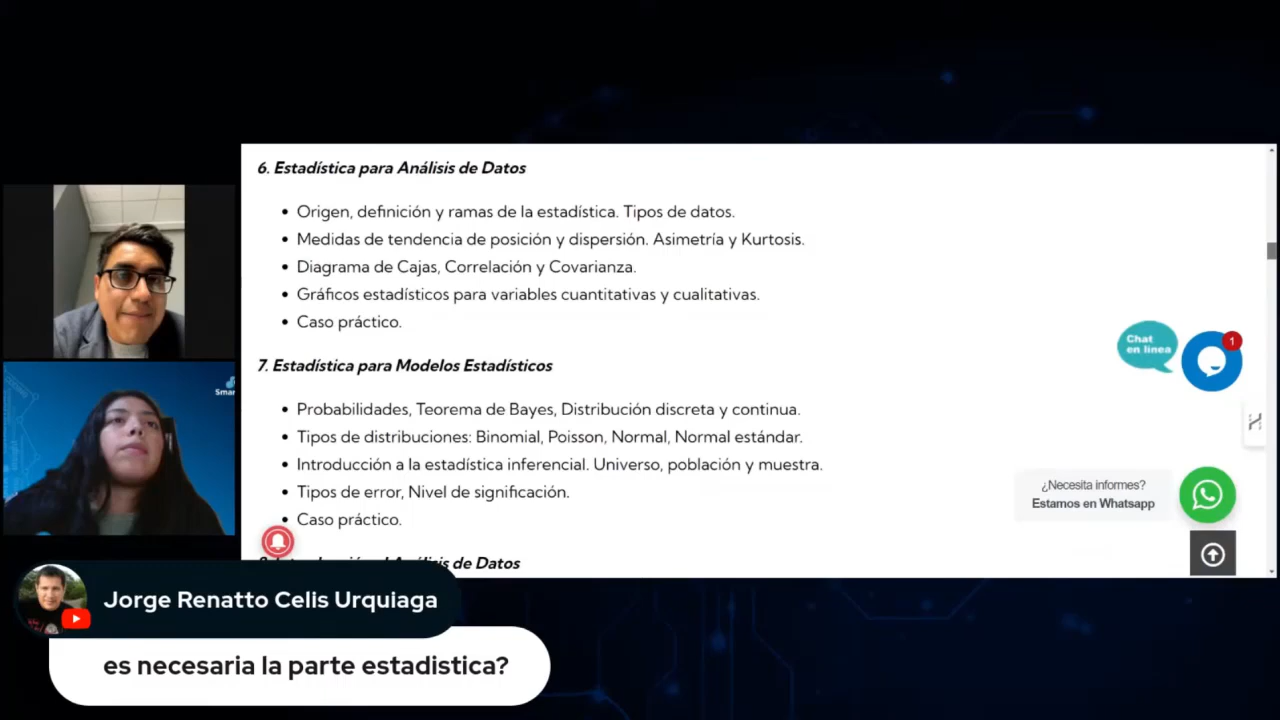 6. Estadística para Análisis de Datos
Origen, definición y ramas de la estadística. Tipos de datos.
Medidas de tendencia de posición y dispersión. Asimetría y Kurtosis.
Diagrama de Cajas, Correlación y Covarianza.
Gráficos estadísticos para variables cuantitativas y cualitativas.
Caso práctico.
7. Estadística para Modelos Estadísticos
Probabilidades, Teorema de Bayes, Distribución discreta y continua.
Tipos de distribuciones: Binomial, Poisson, Normal, Normal estándar.
Introducción a la estadística inferencial. Universo, población y muestra.
Tipos de error, Nivel de significación.
Caso práctico.
de Datos
Chat
en línea
1
¿Necesita informes?
Estamos en Whatsapp
Jorge Renatto Celis Urquiaga
es necesaria la parte estadistica?